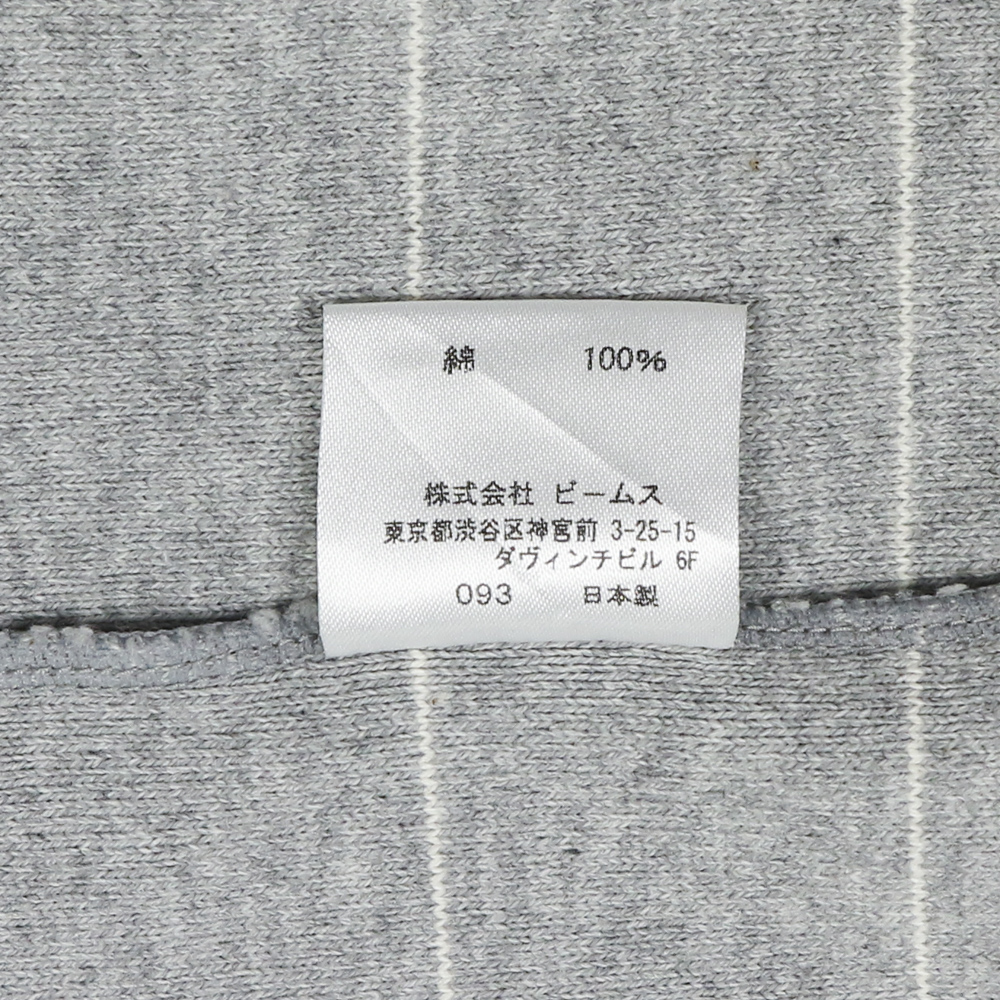 綿 100%
株式会社 ビームス
東京都渋谷区神宮前 3-25-15
ダヴィンチビル 6F
093 日本製